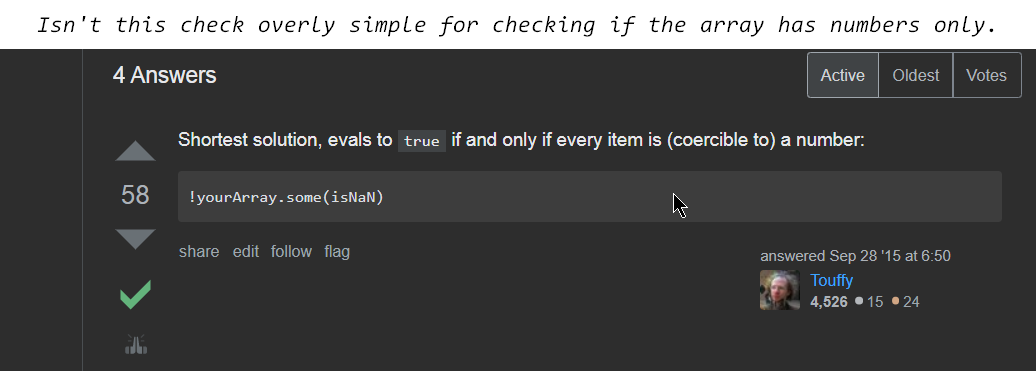 Isn't this check overly simple for checking if the array has numbers only.
4 Answers
Active Oldest Votes
Shortest solution, evals to true if and only if every item is (coercible to) a number:
58
!yourArray.some(isNaN)
share edit follow flag
answered Sep 28 '15 at 6:50
Touffy
4,526 15 24